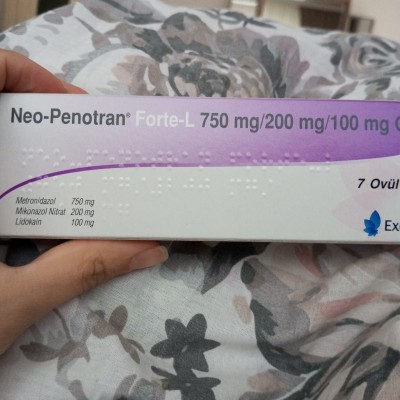 Neo-Penotran® Forte-L 750 mg/200 mg/100 mg
7 Ovül
Metronidazol 750 mg
Mikonazol Nitrat 200 mg
Lidokain 100 mg